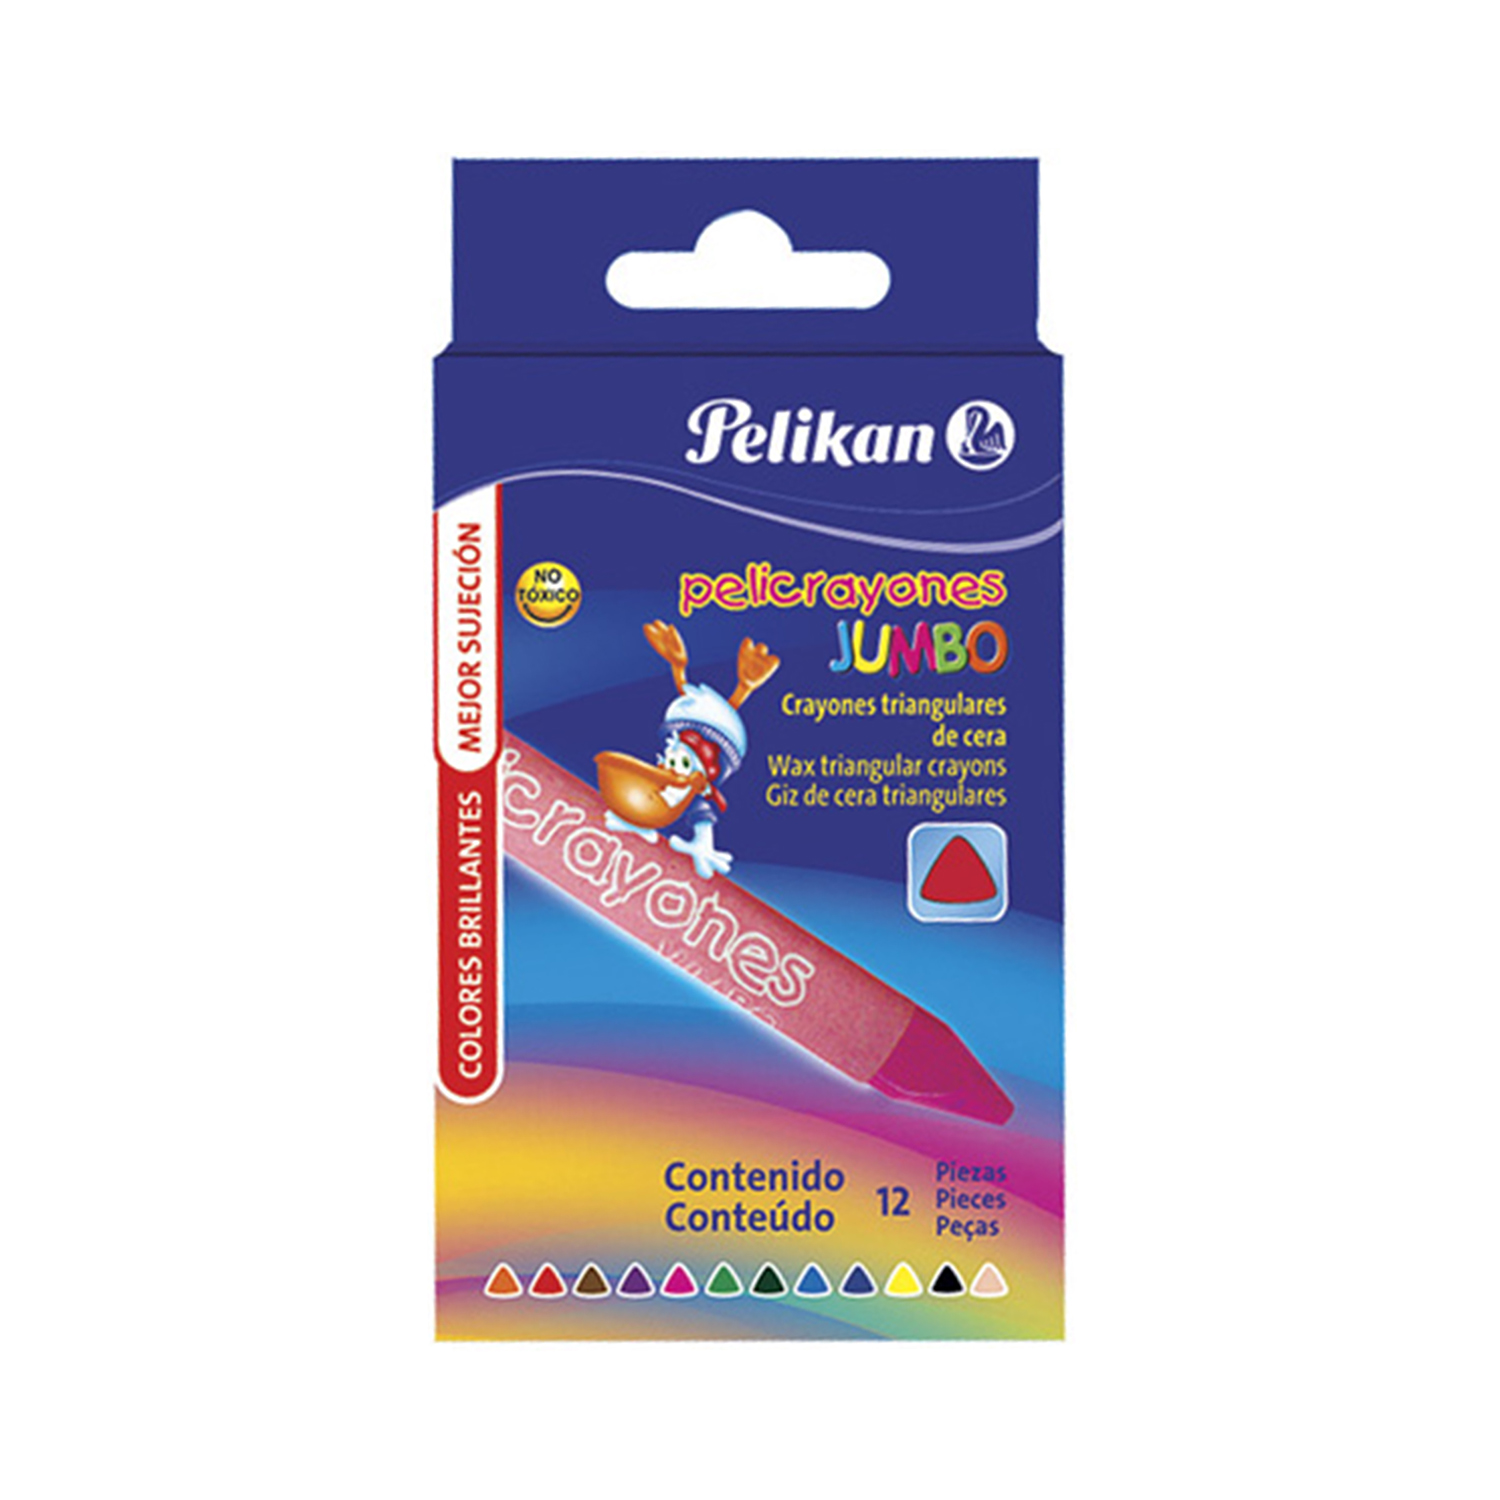 Pelikan
MEJOR SUJECIÓN
COLORES BRILLANTES
NO
TÓXICO
pelicrayones
JUMBO
Crayones triangulares
de cera
Wax triangular crayons
Giz de cera triangulares
crayones
Contenido
Conteúdo
12
Piezas
Pieces
Peças